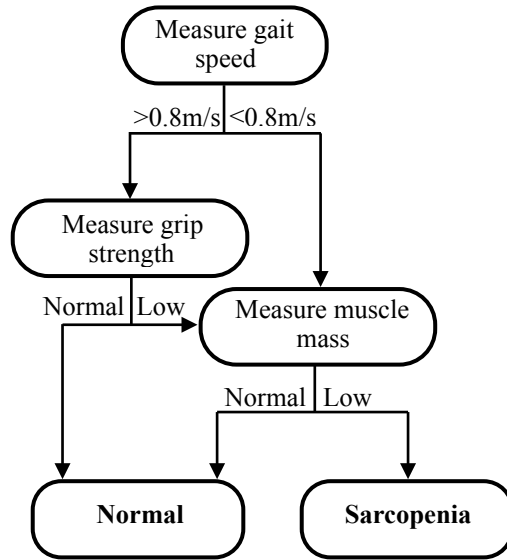 Measure gait
speed
>0.8m/s <0.8m/s
Measure grip
strength
Normal Low
Measure muscle
mass
Normal Low
Normal
Sarcopenia